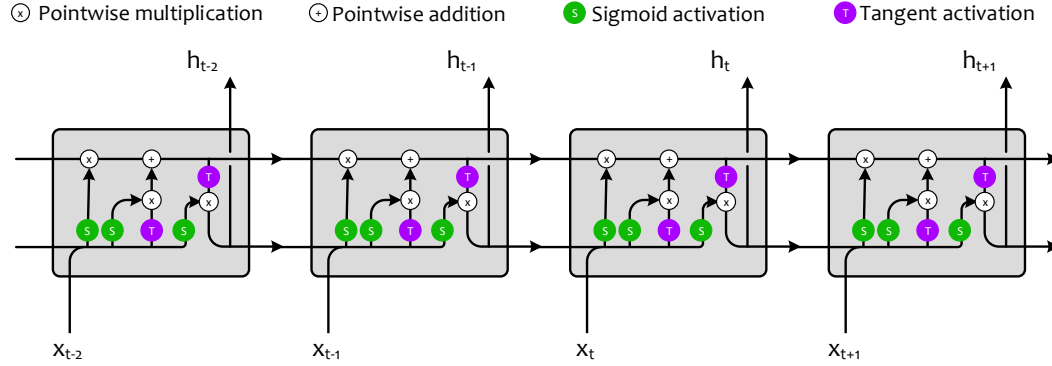 x Pointwise multiplication + Pointwise addition S Sigmoid activation T Tangent activation
h_{t-2} h_{t-1} h_t h_{t+1}
x + T x + T x + T x + T
x x x x x x x x
S S T S S S T S S S T S S S T S
x_{t-2} x_{t-1} x_t x_{t+1}